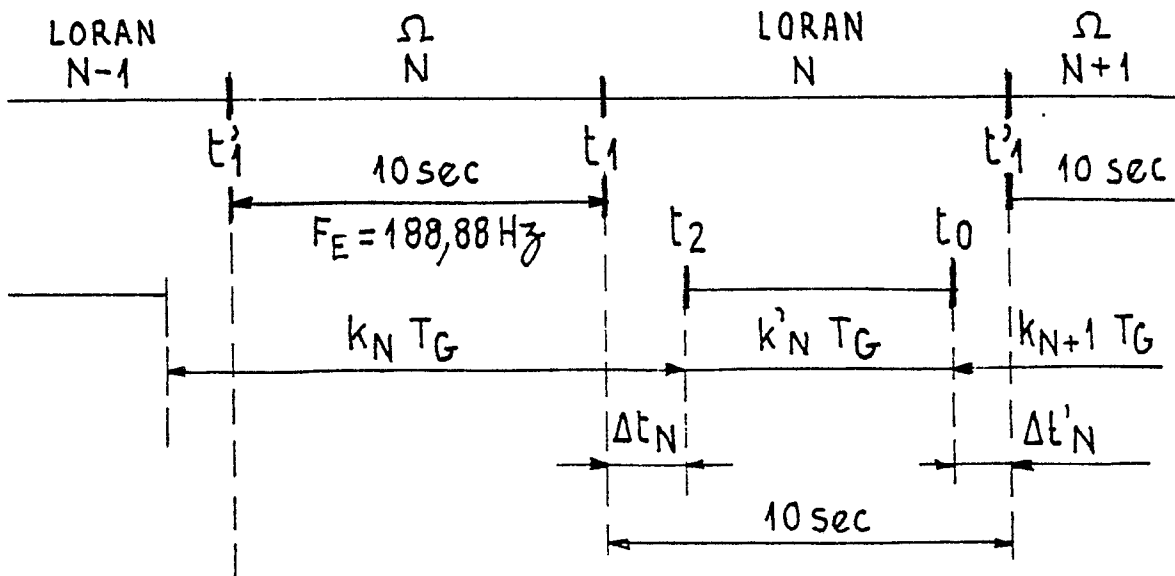 LORAN
N-1
Ω
N
LORAN
N
Ω
N+1
t'1
t1
t'1
10 sec
10 sec
FE = 188,88 Hz
t2
t0
kN TG
k'N TG
kN+1 TG
ΔtN
Δt'N
10 sec